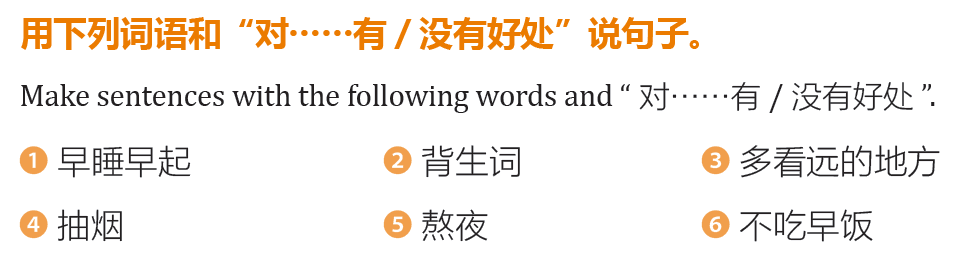 用下列词语和“对……有 / 没有好处”说句子。
Make sentences with the following words and “ 对……有 / 没有好处 ”.
1 早睡早起 2 背生词 3 多看远的地方
4 抽烟 5 熬夜 6 不吃早饭